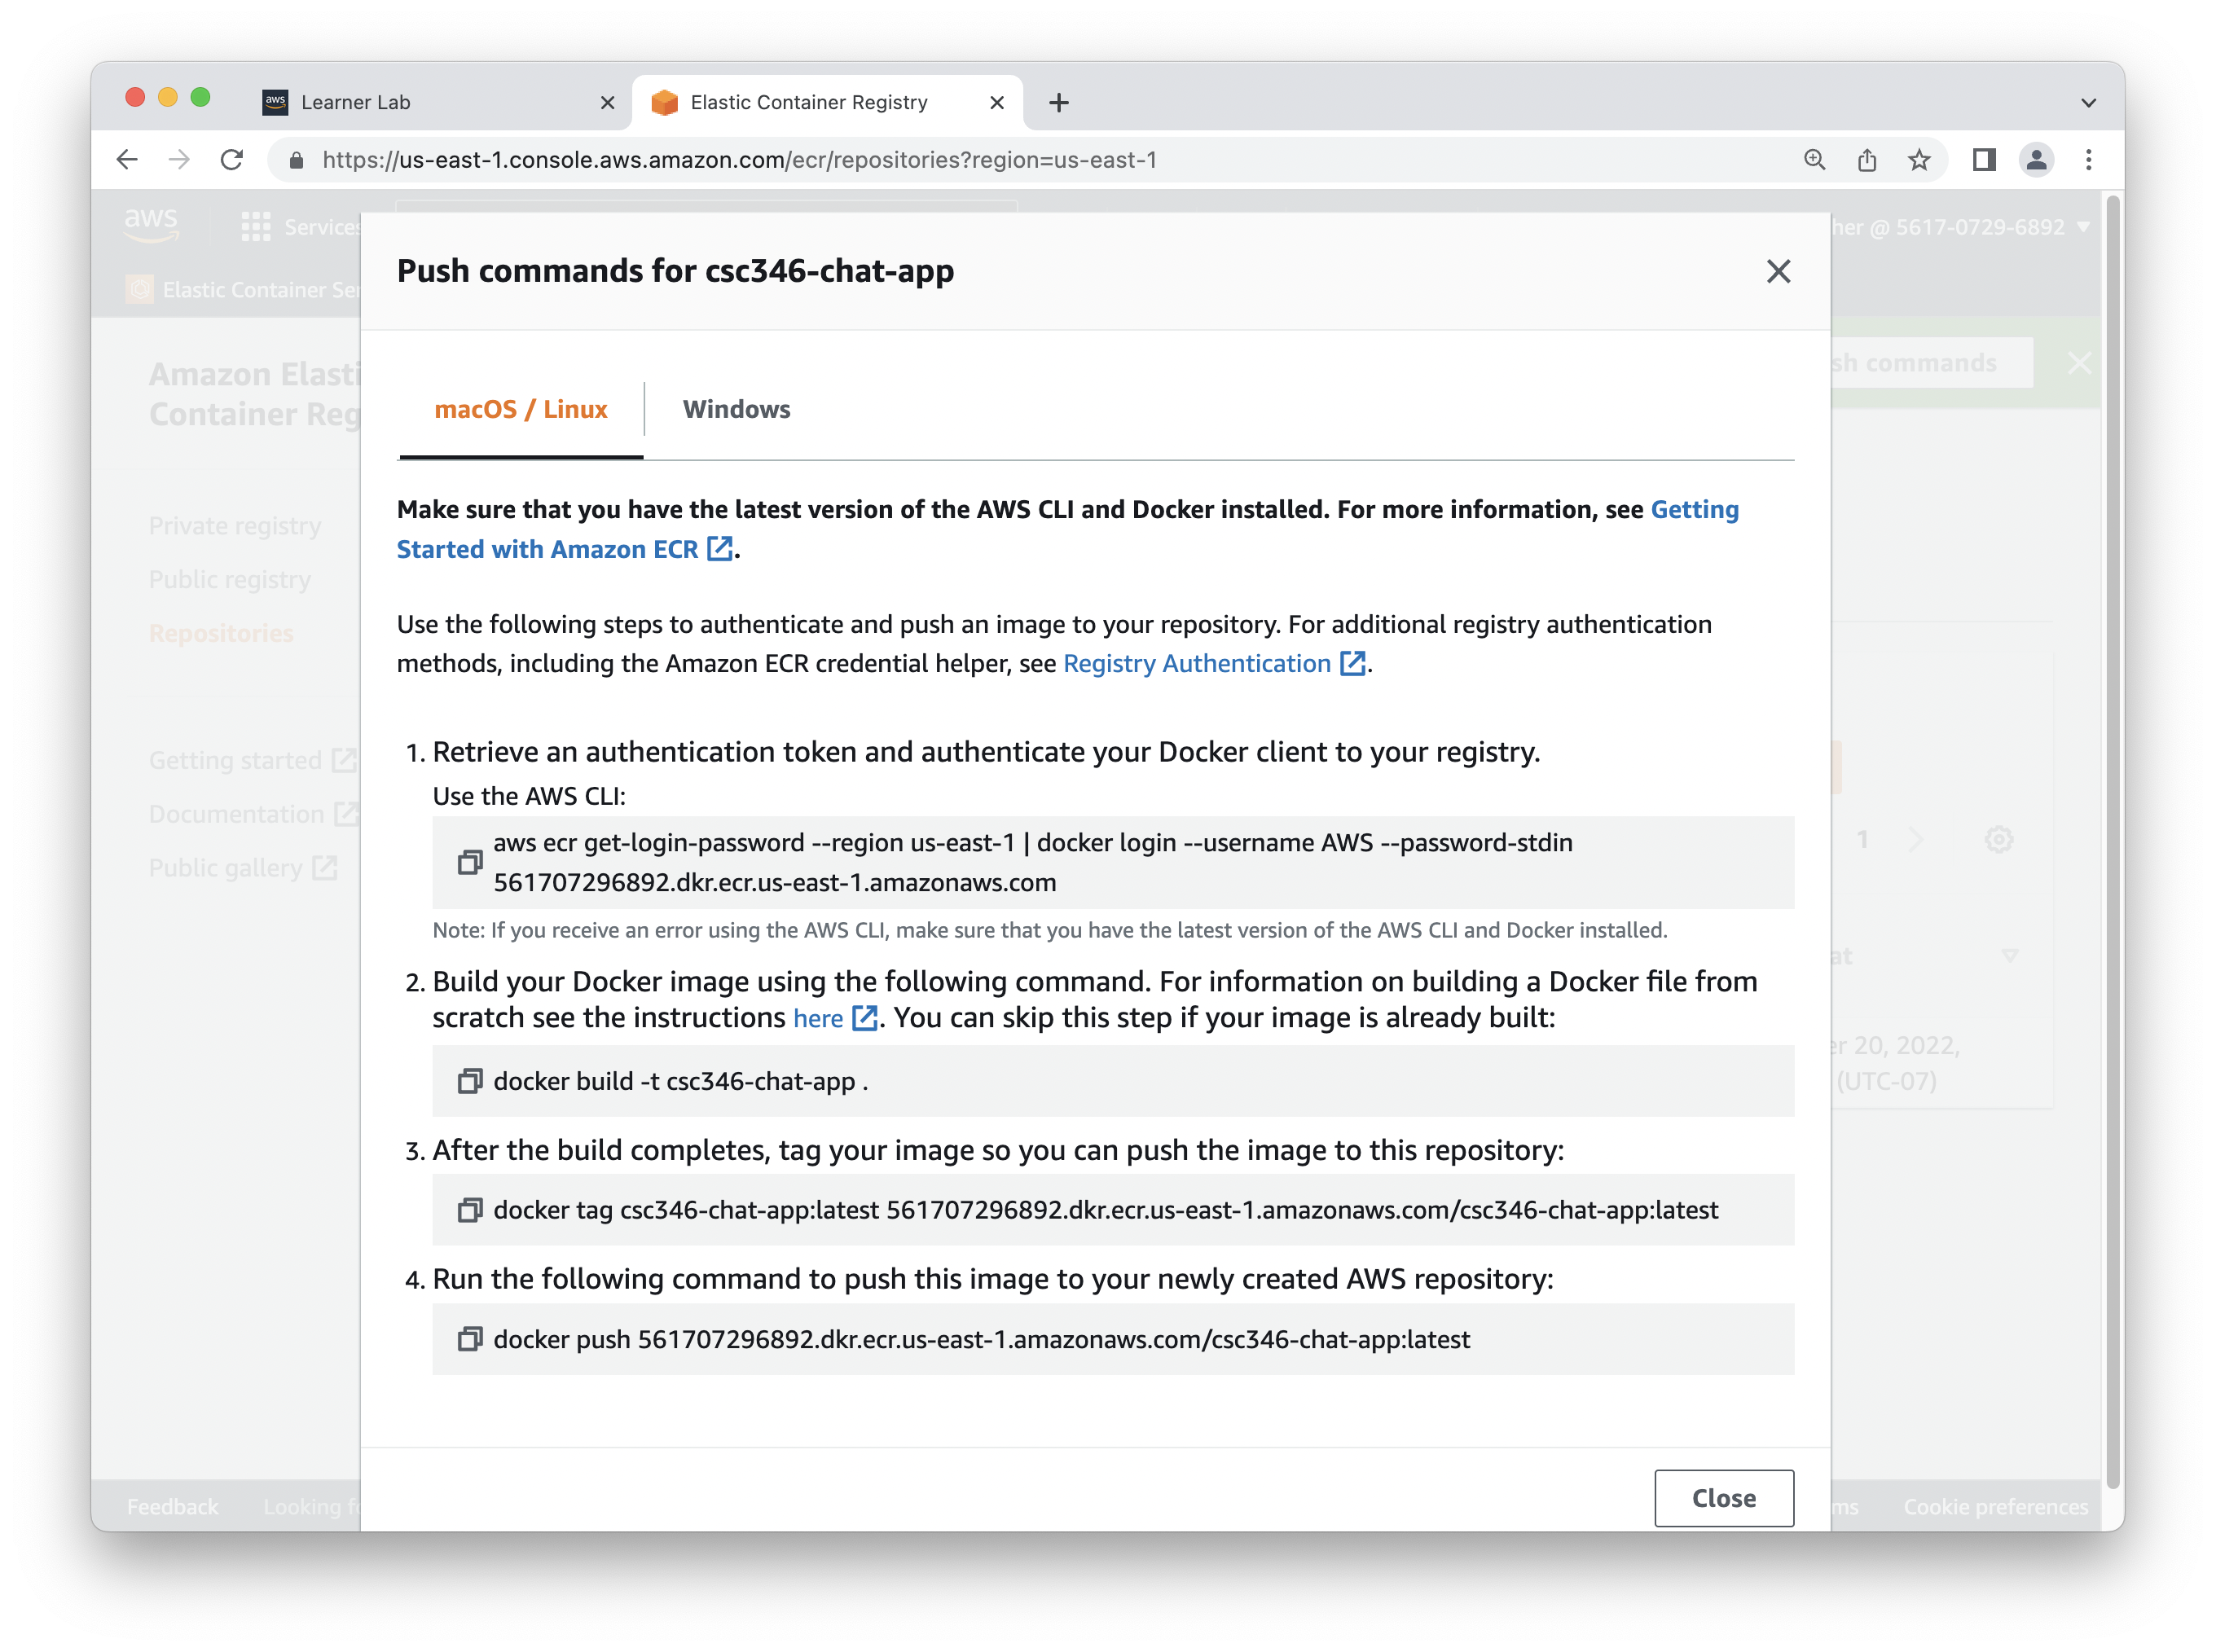 aws Learner Lab
Elastic Container Registry
https://us-east-1.console.aws.amazon.com/ecr/repositories?region=us-east-1
aws
Services
her @ 5617-0729-6892
Elastic Container Ser
Push commands for csc346-chat-app
sh commands
Amazon Elasti
Container Reg
macOS / Linux
Windows
Private registry
Public registry
Repositories
Getting started
Documentation
Public gallery
Make sure that you have the latest version of the AWS CLI and Docker installed. For more information, see Getting
Started with Amazon ECR .
Use the following steps to authenticate and push an image to your repository. For additional registry authentication
methods, including the Amazon ECR credential helper, see Registry Authentication .
1. Retrieve an authentication token and authenticate your Docker client to your registry.
Use the AWS CLI:
aws ecr get-login-password --region us-east-1 | docker login --username AWS --password-stdin
561707296892.dkr.ecr.us-east-1.amazonaws.com
Note: If you receive an error using the AWS CLI, make sure that you have the latest version of the AWS CLI and Docker installed.
2. Build your Docker image using the following command. For information on building a Docker file from
scratch see the instructions here . You can skip this step if your image is already built:
docker build -t csc346-chat-app .
3. After the build completes, tag your image so you can push the image to this repository:
docker tag csc346-chat-app:latest 561707296892.dkr.ecr.us-east-1.amazonaws.com/csc346-chat-app:latest
4. Run the following command to push this image to your newly created AWS repository:
docker push 561707296892.dkr.ecr.us-east-1.amazonaws.com/csc346-chat-app:latest
1
at
er 20, 2022,
(UTC-07)
Close
Feedback
Looking fo
ms
Cookie preferences